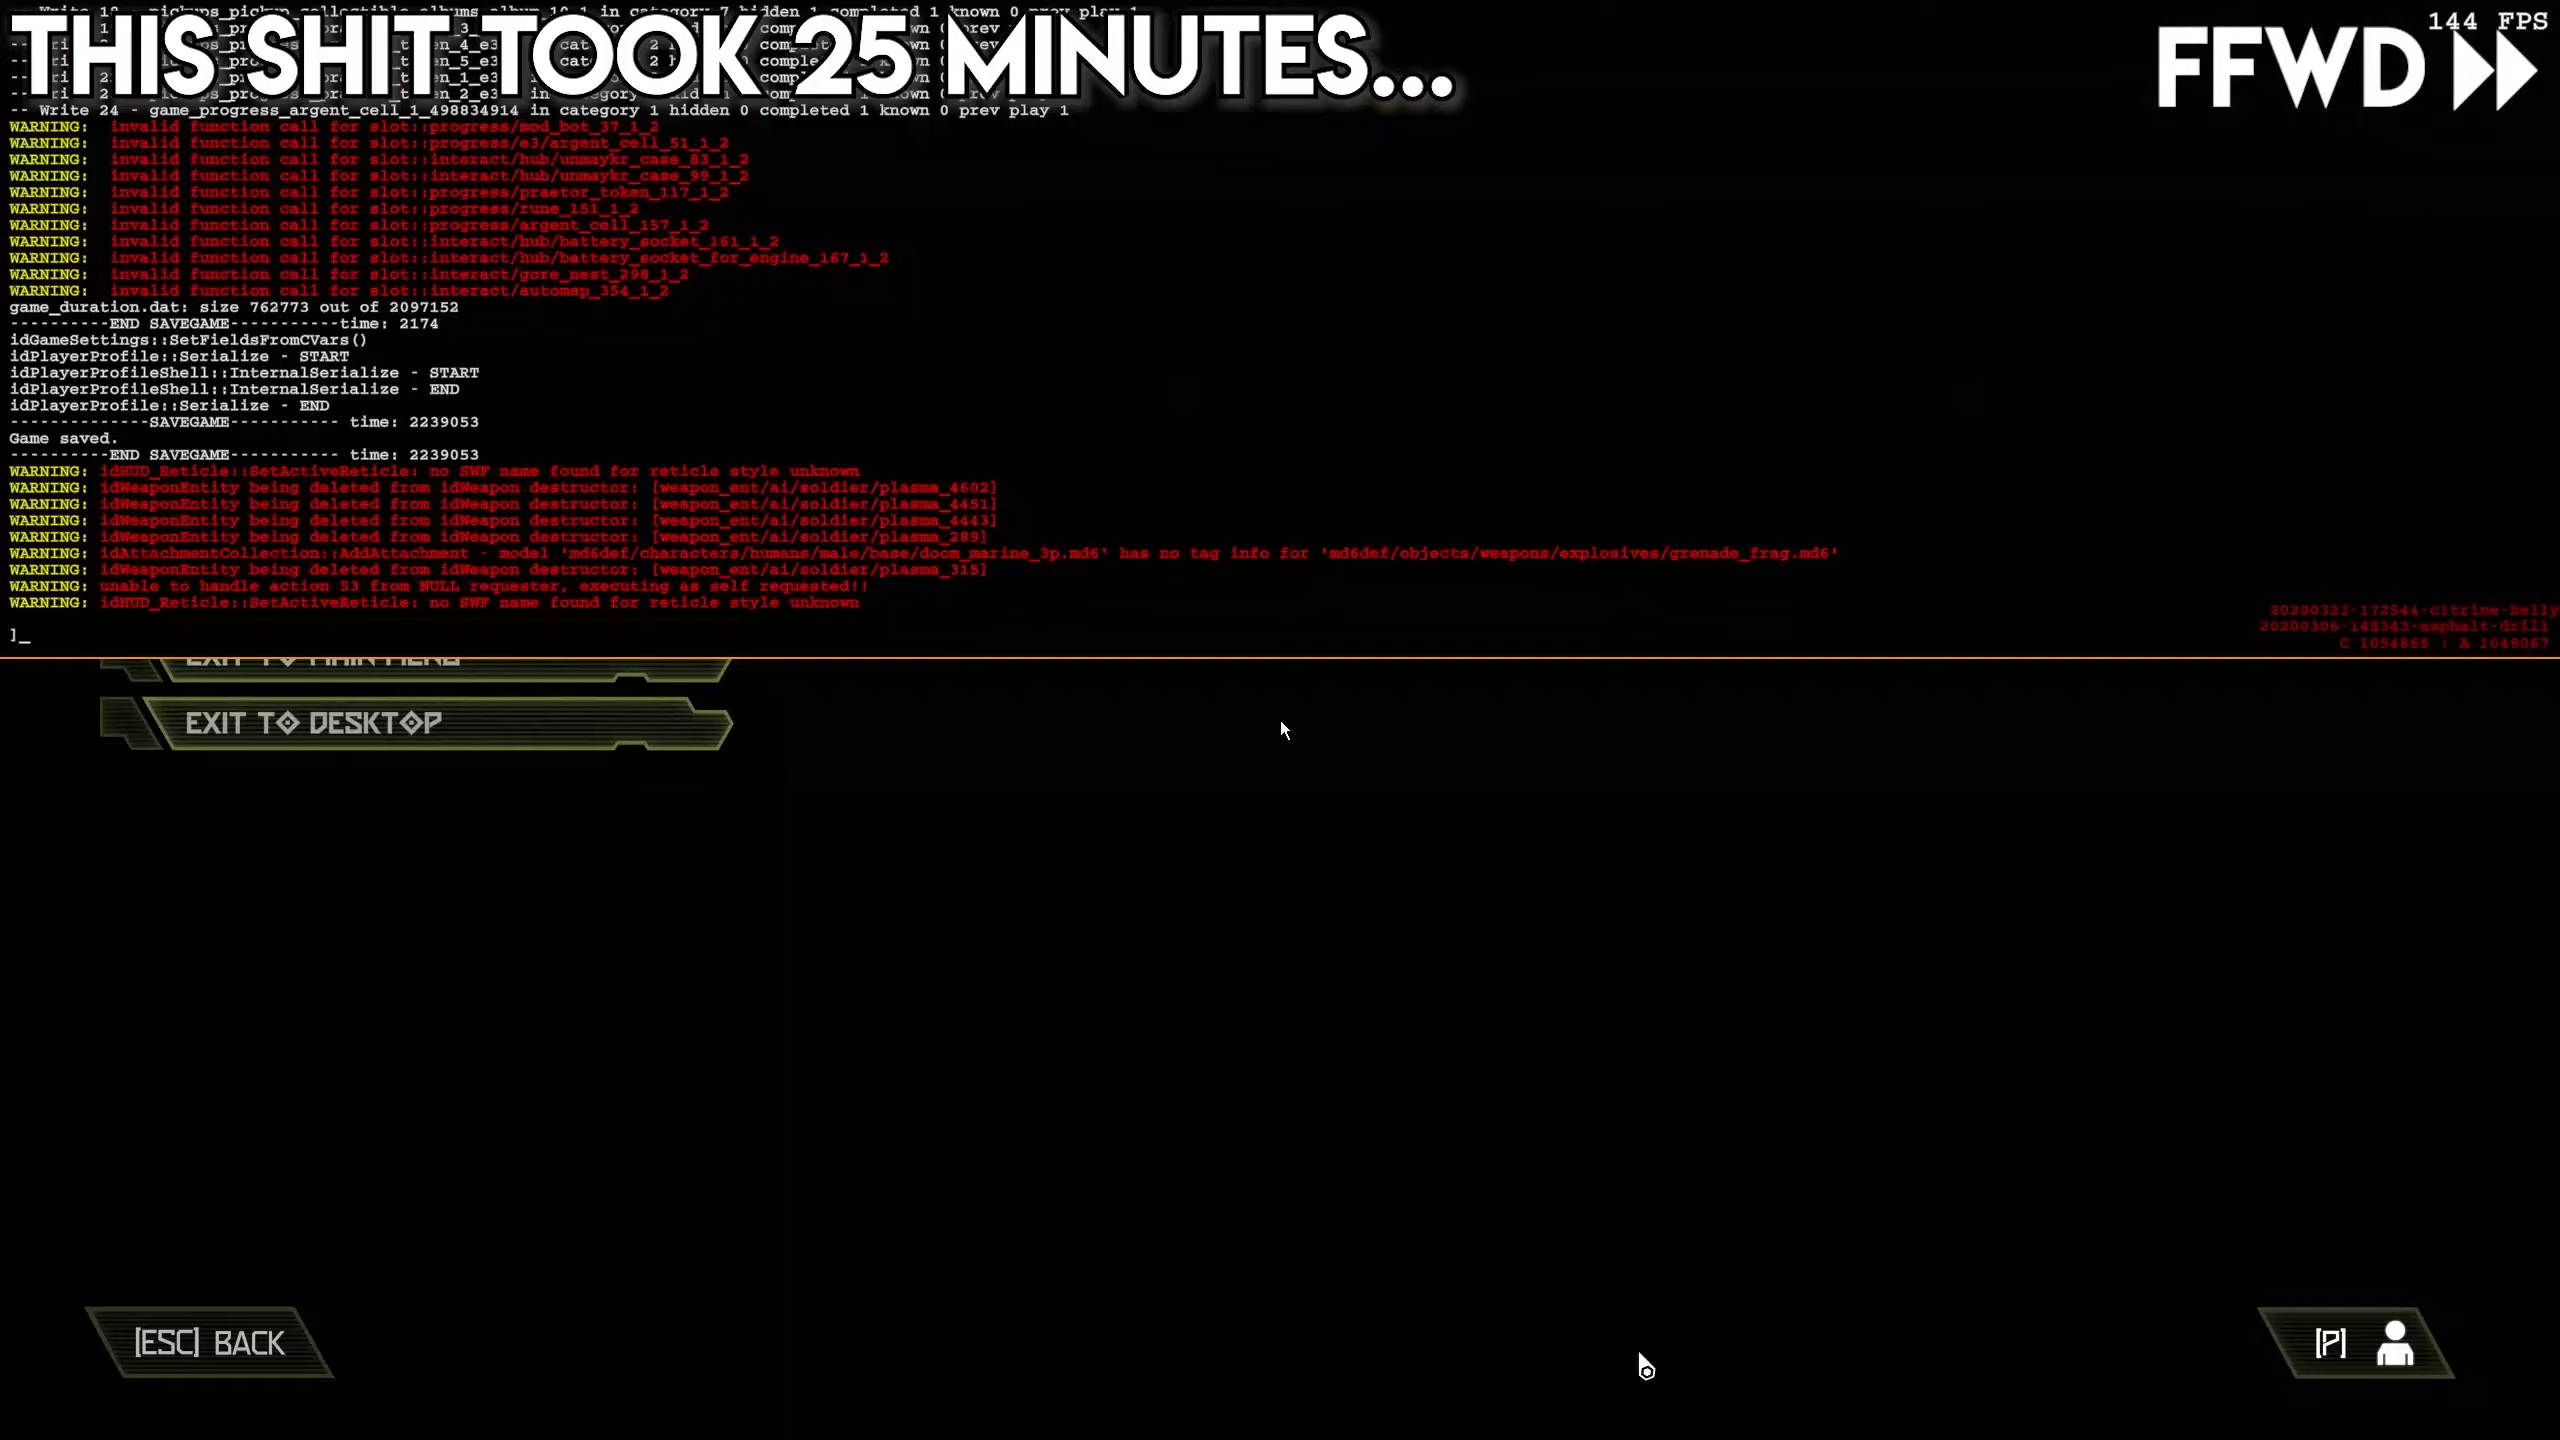 THIS SHIT TOOK 25 MINUTES...
144 FPS
FFWD
-- Write 24 - game_progress_argent_cell_1_498834914 in category 1 hidden 0 completed 1 known 0 prev play 1
WARNING: invalid function call for slot::progress/mod_bot_37_1_2
WARNING: invalid function call for slot::progress/e3/argent_cell_51_1_2
WARNING: invalid function call for slot::interact/hub/unmaykr_case_83_1_2
WARNING: invalid function call for slot::interact/hub/unmaykr_case_99_1_2
WARNING: invalid function call for slot::progress/praetor_token_117_1_2
WARNING: invalid function call for slot::progress/rune_151_1_2
WARNING: invalid function call for slot::progress/argent_cell_157_1_2
WARNING: invalid function call for slot::interact/hub/battery_socket_161_1_2
WARNING: invalid function call for slot::interact/hub/battery_socket_for_engine_167_1_2
WARNING: invalid function call for slot::interact/gore_nest_298_1_2
WARNING: invalid function call for slot::interact/automap_354_1_2
game_duration.dat: size 762773 out of 2097152
----------END SAVEGAME-----------time: 2174
idGameSettings::SetFieldsFromCVars()
idPlayerProfile::Serialize - START
idPlayerProfileShell::InternalSerialize - START
idPlayerProfileShell::InternalSerialize - END
idPlayerProfile::Serialize - END
--------------SAVEGAME----------- time: 2239053
Game saved.
----------END SAVEGAME----------- time: 2239053
WARNING: idHUD_Reticle::SetActiveReticle: no SWF name found for reticle style unknown
WARNING: idWeaponEntity being deleted from idWeapon destructor: [weapon_ent/ai/soldier/plasma_4602]
WARNING: idWeaponEntity being deleted from idWeapon destructor: [weapon_ent/ai/soldier/plasma_4451]
WARNING: idWeaponEntity being deleted from idWeapon destructor: [weapon_ent/ai/soldier/plasma_4443]
WARNING: idWeaponEntity being deleted from idWeapon destructor: [weapon_ent/ai/soldier/plasma_289]
WARNING: idAttachmentCollection::AddAttachment - model 'md6def/characters/humans/male/base/doom_marine_3p.md6' has no tag info for 'md6def/objects/weapons/explosives/grenade_frag.md6'
WARNING: idWeaponEntity being deleted from idWeapon destructor: [weapon_ent/ai/soldier/plasma_315]
WARNING: unable to handle action 53 from NULL requester, executing as self requested!!
WARNING: idHUD_Reticle::SetActiveReticle: no SWF name found for reticle style unknown
20200323-172544-citrine-kelly
20200306-145343-asphalt-drill
C 1054865 : A 1049067
]_
EXIT TO MAIN MENU
EXIT TO DESKTOP
[ESC] BACK
[P]